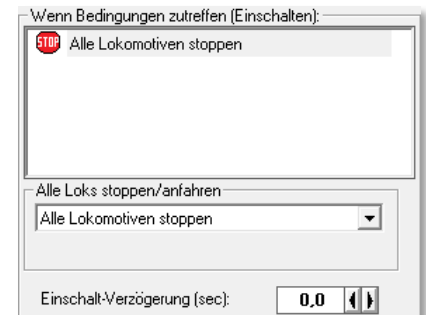 Wenn Bedingungen zutreffen (Einschalten):
STOP Alle Lokomotiven stoppen
Alle Loks stoppen/anfahren
Alle Lokomotiven stoppen
Einschalt-Verzögerung (sec): 0,0